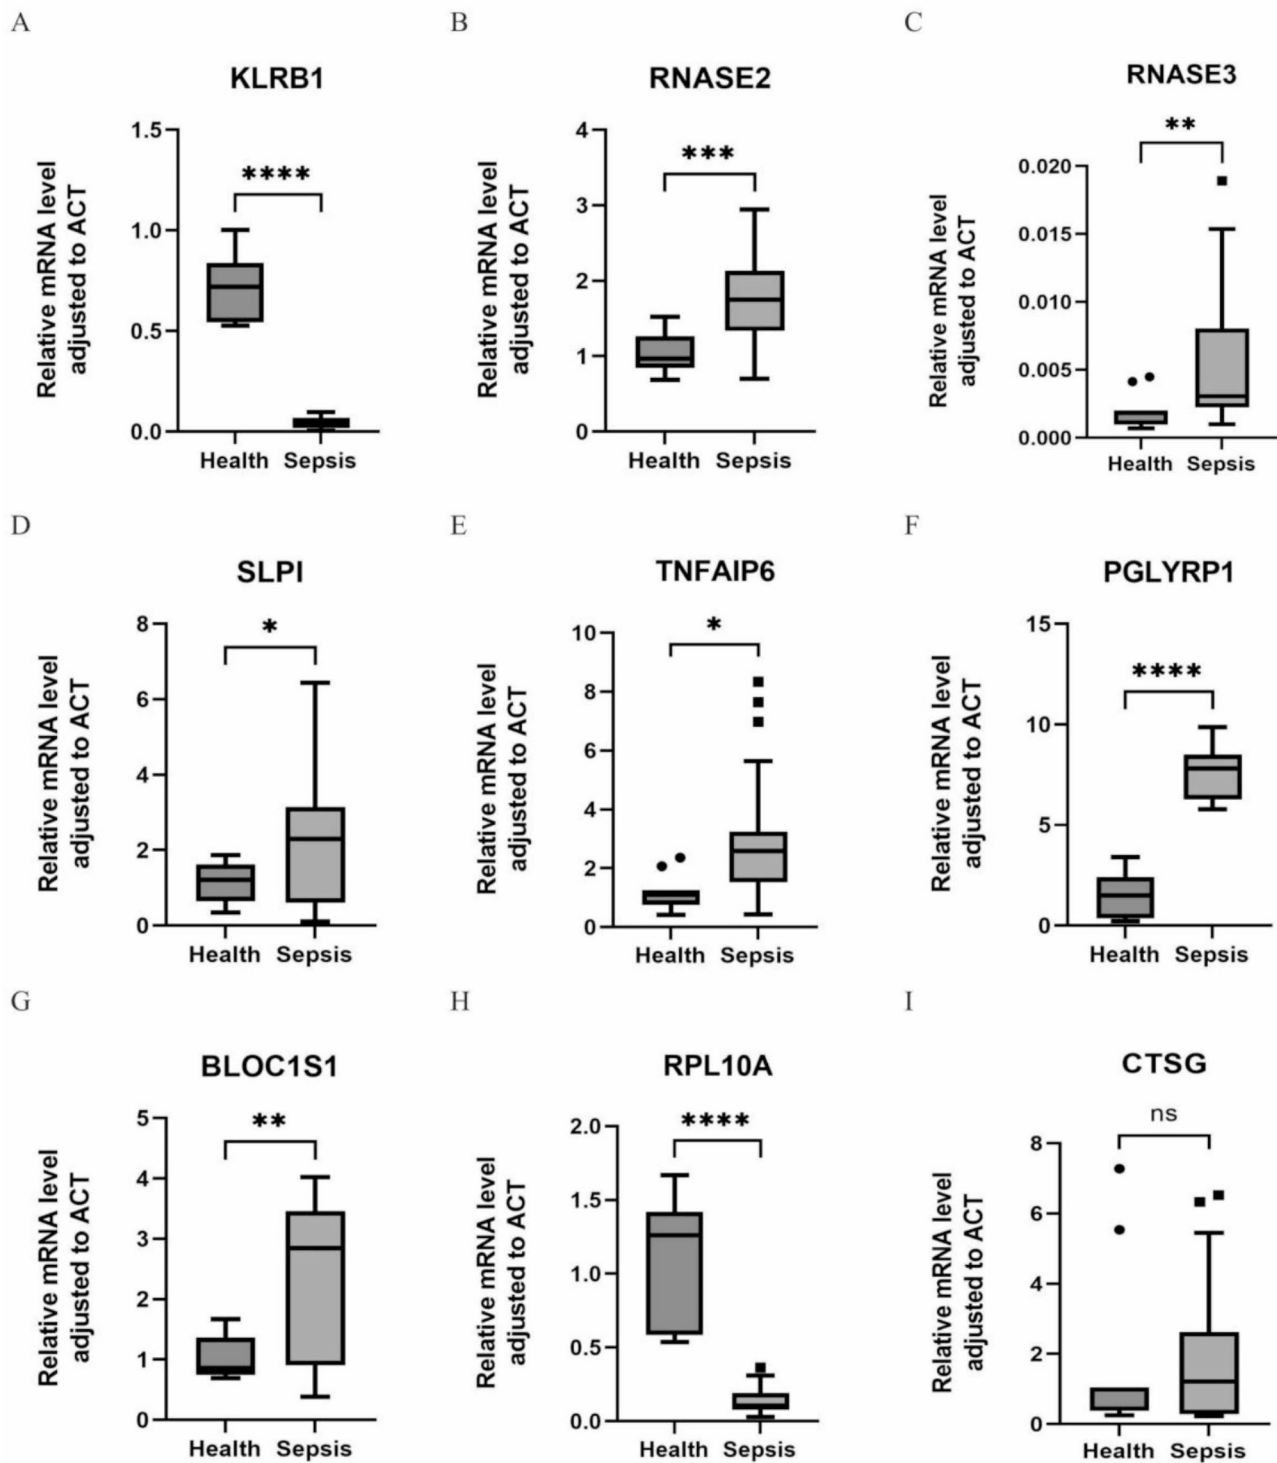 A
KLRB1
Relative mRNA level
adjusted to ACT
1.5
1.0
0.5
0.0
****
Health Sepsis
B
RNASE2
Relative mRNA level
adjusted to ACT
4
3
2
1
0
***
Health Sepsis
C
RNASE3
Relative mRNA level
adjusted to ACT
0.020
0.015
0.010
0.005
0.000
**
Health Sepsis
D
SLPI
Relative mRNA level
adjusted to ACT
8
6
4
2
0
*
Health Sepsis
E
TNFAIP6
Relative mRNA level
adjusted to ACT
10
8
6
4
2
0
*
Health Sepsis
F
PGLYRP1
Relative mRNA level
adjusted to ACT
15
10
5
0
****
Health Sepsis
G
BLOC1S1
Relative mRNA level
adjusted to ACT
5
4
3
2
1
0
**
Health Sepsis
H
RPL10A
Relative mRNA level
adjusted to ACT
2.0
1.5
1.0
0.5
0.0
****
Health Sepsis
I
CTSG
Relative mRNA level
adjusted to ACT
8
6
4
2
0
ns
Health Sepsis